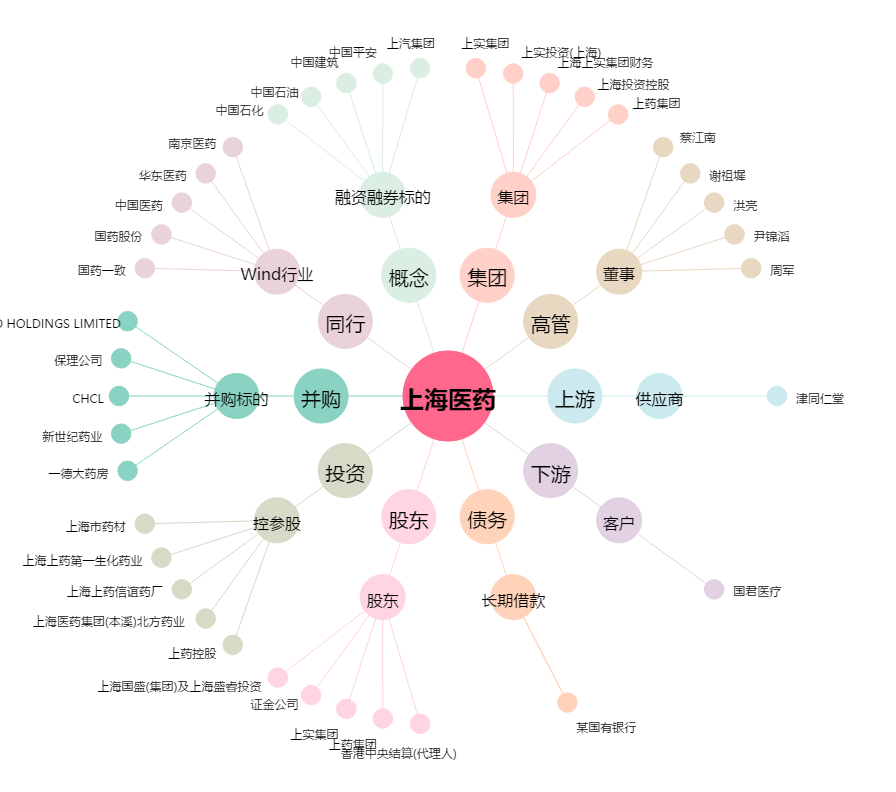 上汽集团
上实集团
中国平安
上实投资(上海)
中国建筑
上海上实集团财务
中国石油
上海投资控股
中国石化
上药集团
南京医药
蔡江南
华东医药
谢祖墀
中国医药
洪亮
融资融券标的
集团
国药股份
尹锦滔
国药一致
Wind行业
概念
集团
董事
周军
同行
高管
O HOLDINGS LIMITED
保理公司
CHCL
并购标的
并购
上海医药
上游
供应商
津同仁堂
新世纪药业
一德大药房
投资
下游
上海市药材
控参股
股东
债务
客户
上海上药第一生化药业
上海上药信谊药厂
国君医疗
股东
长期借款
上海医药集团(本溪)北方药业
上药控股
上海国盛(集团)及上海盛睿投资
证金公司
某国有银行
上实集团
上药集团
香港中央结算(代理人)